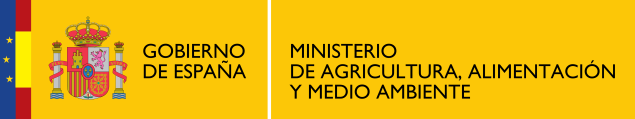 GOBIERNO
DE ESPAÑA
MINISTERIO
DE AGRICULTURA, ALIMENTACIÓN
Y MEDIO AMBIENTE